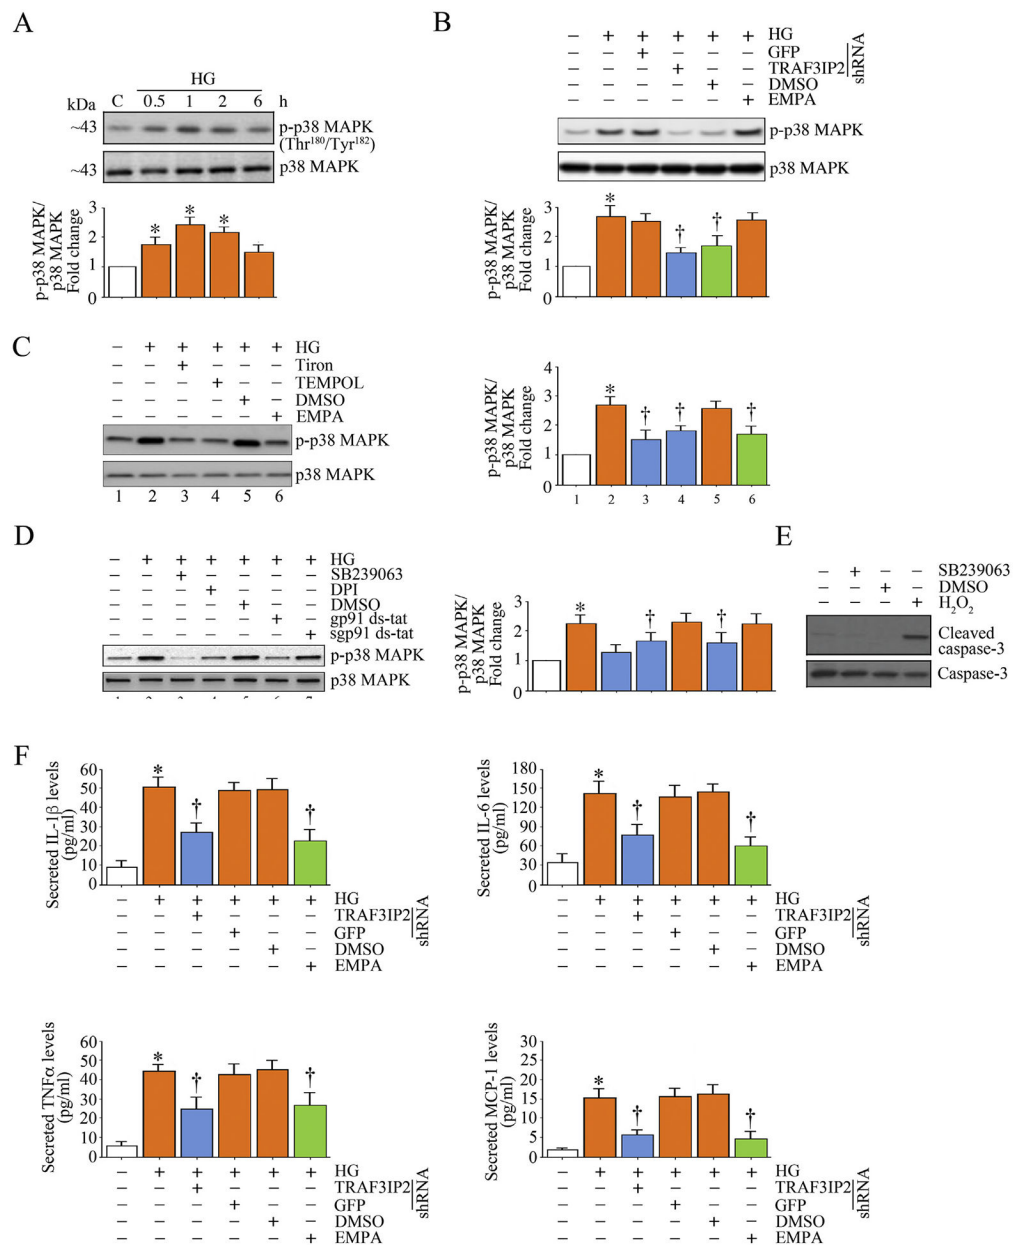 A
HG
kDa C 0.5 1 2 6 h
~43 p-p38 MAPK
(Thr180/Tyr182)
~43 p38 MAPK
p-p38 MAPK/
p38 MAPK
Fold change
3
2
1
0
* * *
B
– + + + + + HG
– – + – – – GFP
– – – + – – TRAF3IP2
shRNA
– – – – + – DMSO
– – – – – + EMPA
p-p38 MAPK
p38 MAPK
p-p38 MAPK/
p38 MAPK
Fold change
3
2
1
0
* † †
C
– + + + + + HG
– – + – – – Tiron
– – – + – – TEMPOL
– – – – + – DMSO
– – – – – + EMPA
p-p38 MAPK
p38 MAPK
1 2 3 4 5 6
p-p38 MAPK/
p38 MAPK
Fold change
4
3
2
1
0
* † † †
1 2 3 4 5 6
D
– + + + + + + HG
– – + – – – – SB239063
– – – + – – – DPI
– – – – + – – DMSO
– – – – – + – gp91 ds-tat
– – – – – – + sgp91 ds-tat
p-p38 MAPK
p38 MAPK
p-p38 MAPK/
p38 MAPK
Fold change
3
2
1
0
* † †
E
– + – – SB239063
– – + – DMSO
– – – + H2O2
Cleaved
caspase-3
Caspase-3
F
Secreted IL-1β levels
(pg/ml)
60
50
40
30
20
10
0
* † †
– + + + + + HG
– – + – – – TRAF3IP2
– – – + – – GFP
shRNA
– – – – + – DMSO
– – – – – + EMPA
Secreted IL-6 levels
(pg/ml)
180
150
120
90
60
30
0
* † †
– + + + + + HG
– – + – – – TRAF3IP2
– – – + – – GFP
shRNA
– – – – + – DMSO
– – – – – + EMPA
Secreted TNFα levels
(pg/ml)
60
50
40
30
20
10
0
* † †
– + + + + + HG
– – + – – – TRAF3IP2
– – – + – – GFP
shRNA
– – – – + – DMSO
– – – – – + EMPA
Secreted MCP-1 levels
(pg/ml)
30
25
20
15
10
5
0
* † †
– + + + + + HG
– – + – – – TRAF3IP2
– – – + – – GFP
shRNA
– – – – + – DMSO
– – – – – + EMPA